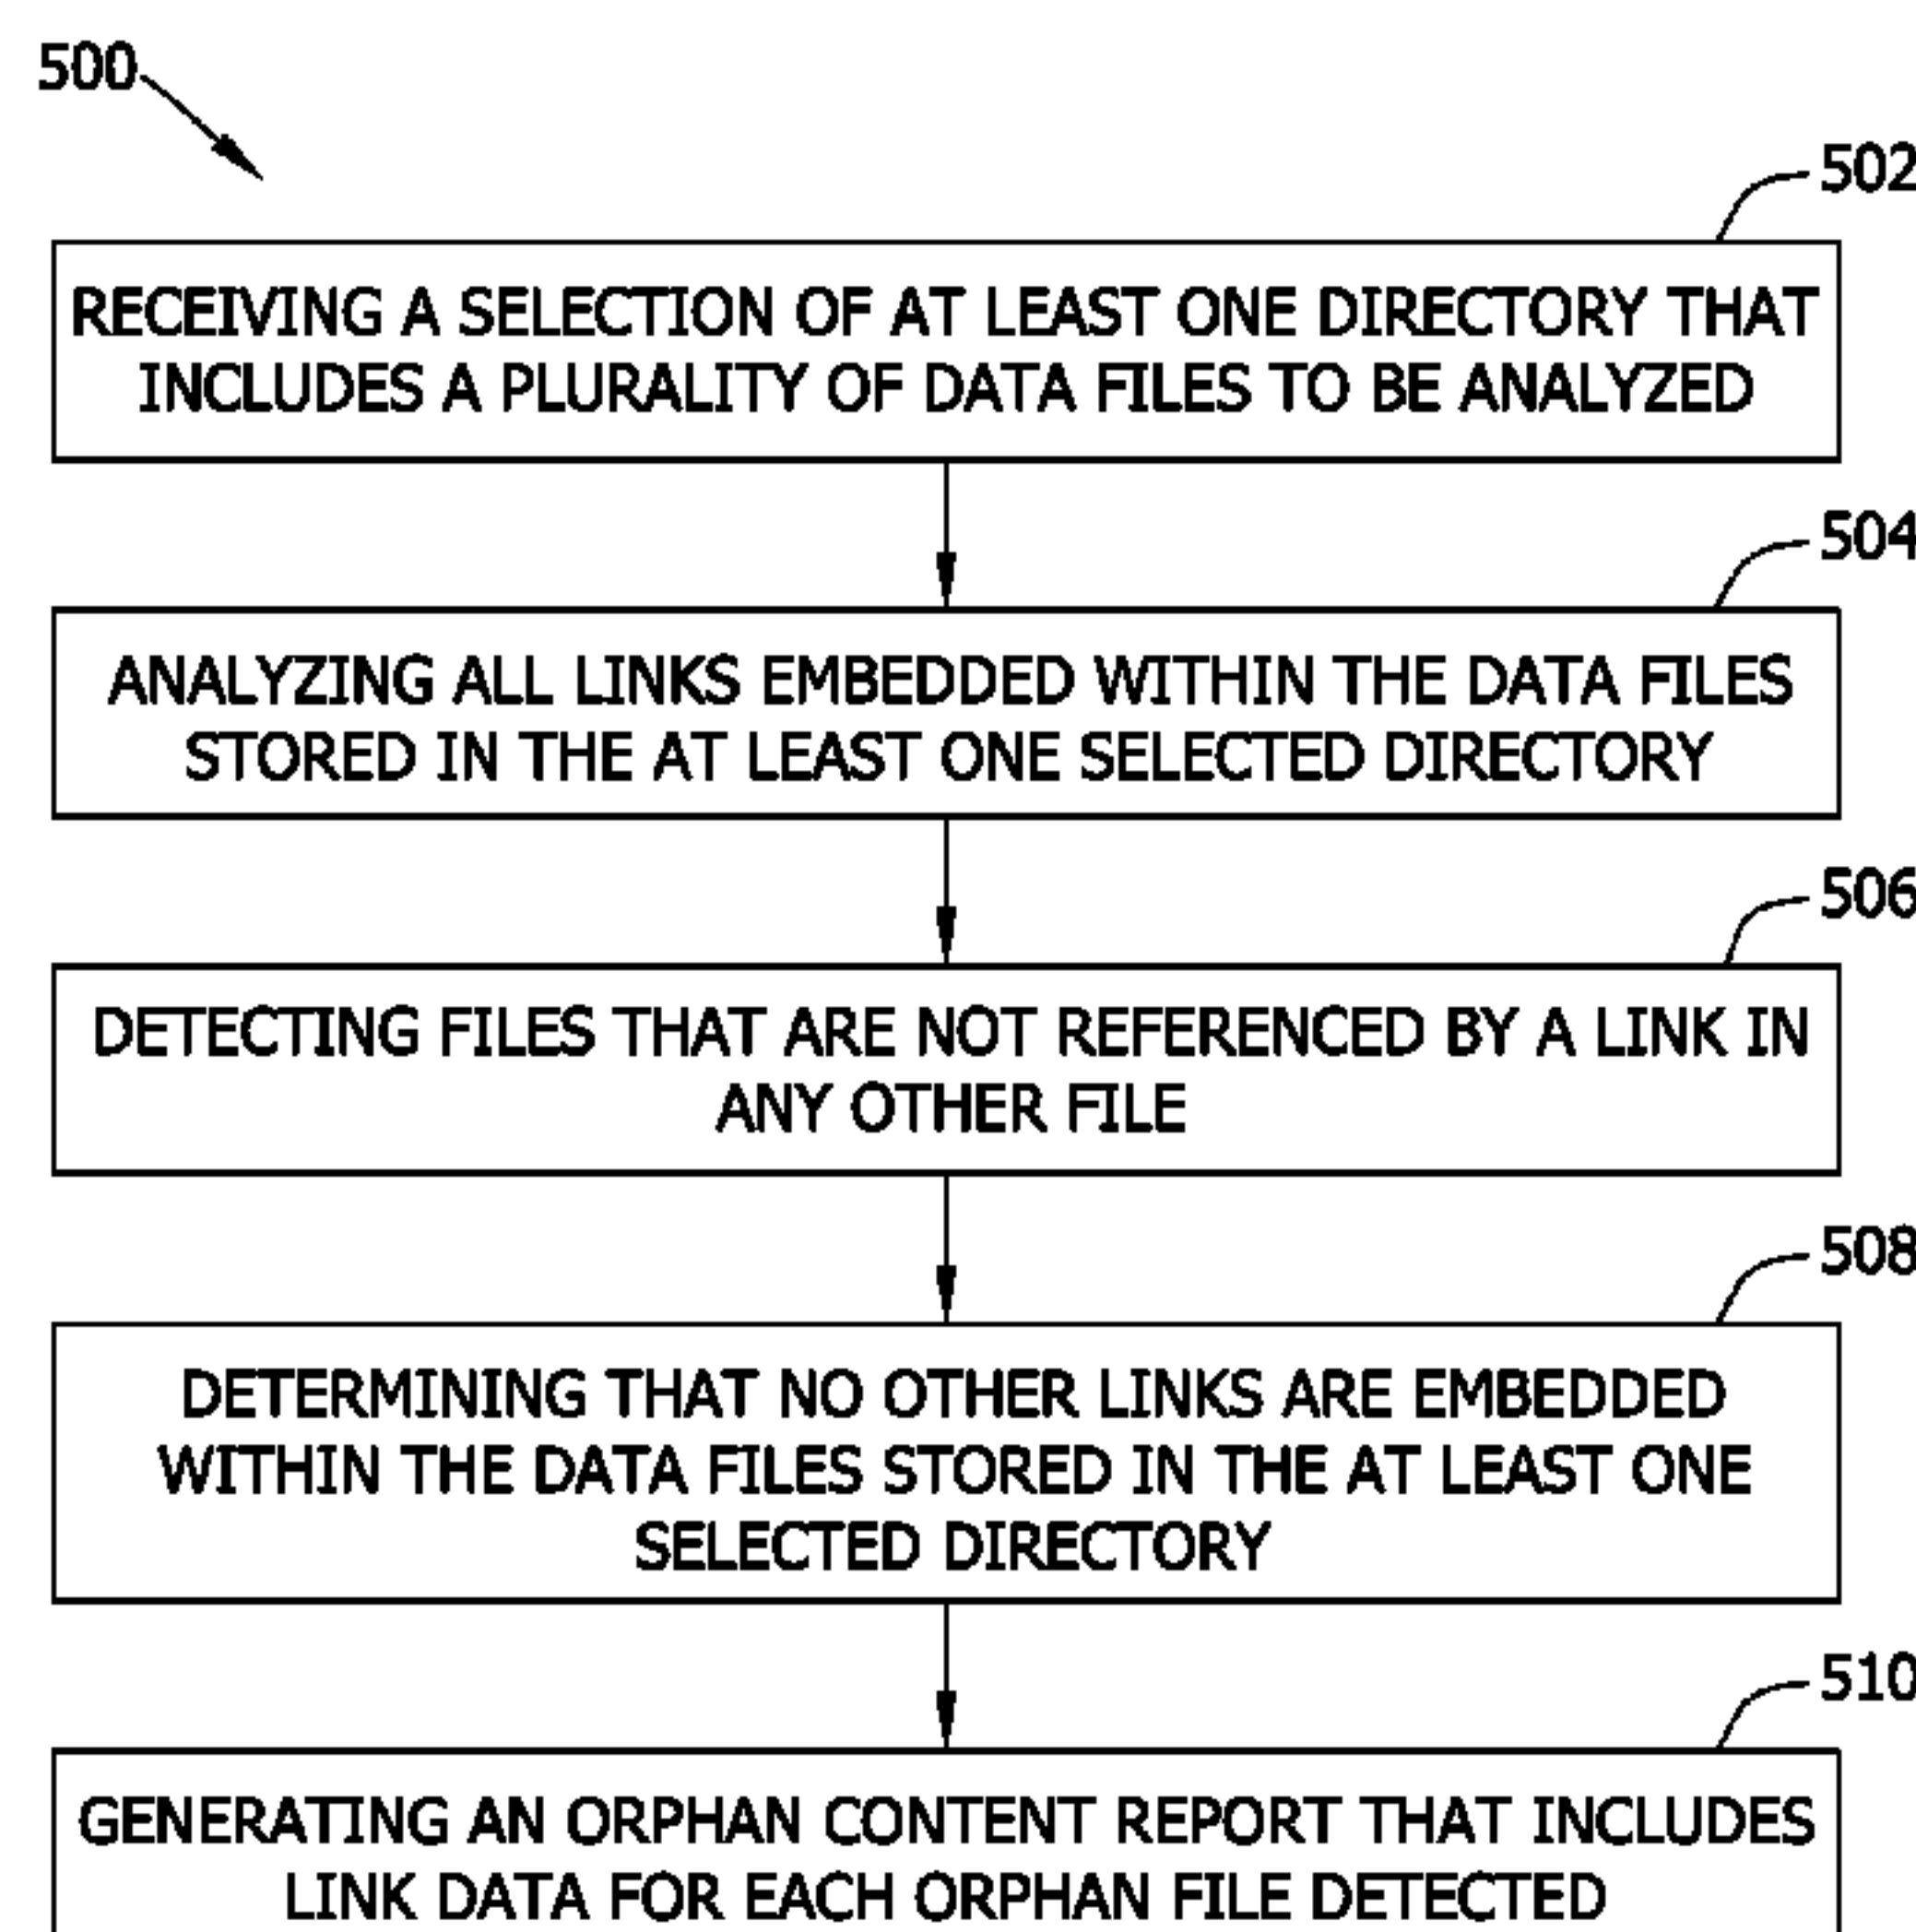 500
502
RECEIVING A SELECTION OF AT LEAST ONE DIRECTORY THAT
INCLUDES A PLURALITY OF DATA FILES TO BE ANALYZED
504
ANALYZING ALL LINKS EMBEDDED WITHIN THE DATA FILES
STORED IN THE AT LEAST ONE SELECTED DIRECTORY
506
DETECTING FILES THAT ARE NOT REFERENCED BY A LINK IN
ANY OTHER FILE
508
DETERMINING THAT NO OTHER LINKS ARE EMBEDDED
WITHIN THE DATA FILES STORED IN THE AT LEAST ONE
SELECTED DIRECTORY
510
GENERATING AN ORPHAN CONTENT REPORT THAT INCLUDES
LINK DATA FOR EACH ORPHAN FILE DETECTED